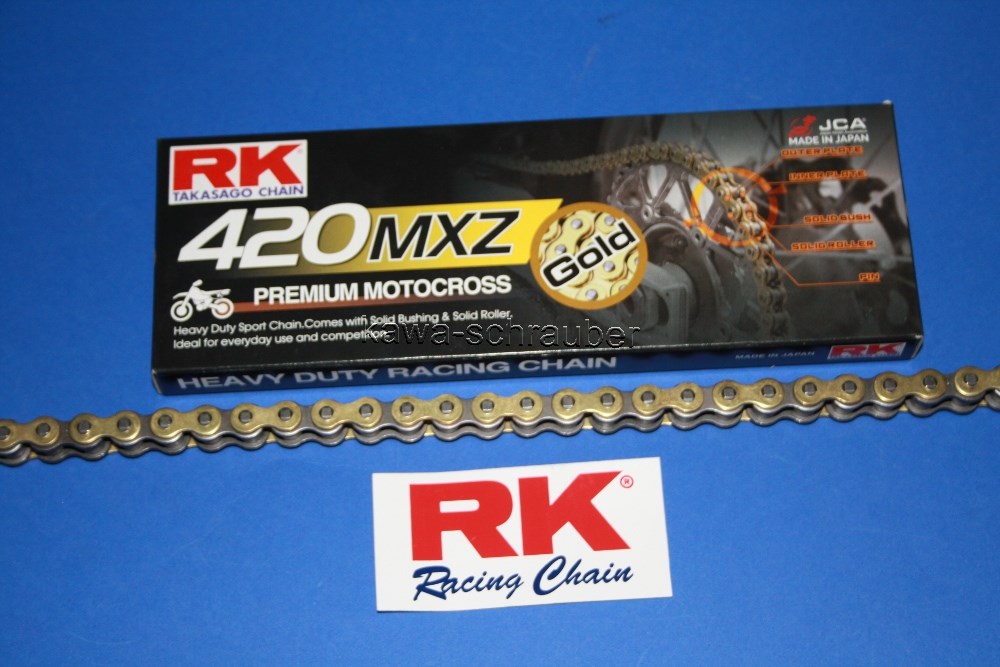 RK
TAKASAGO CHAIN
JCA
MADE IN JAPAN
OUTER PLATE
INNER PLATE
SOLID BUSH
SOLID ROLLER
PIN
420MXZ
Gold
PREMIUM MOTOCROSS
Heavy Duty Sport Chain.Comes with Solid Bushing & Solid Roller.
Ideal for everyday use and competition.
kawa-schrauber
HEAVY DUTY RACING CHAIN
MADE IN JAPAN
RK
RK®
Racing Chain